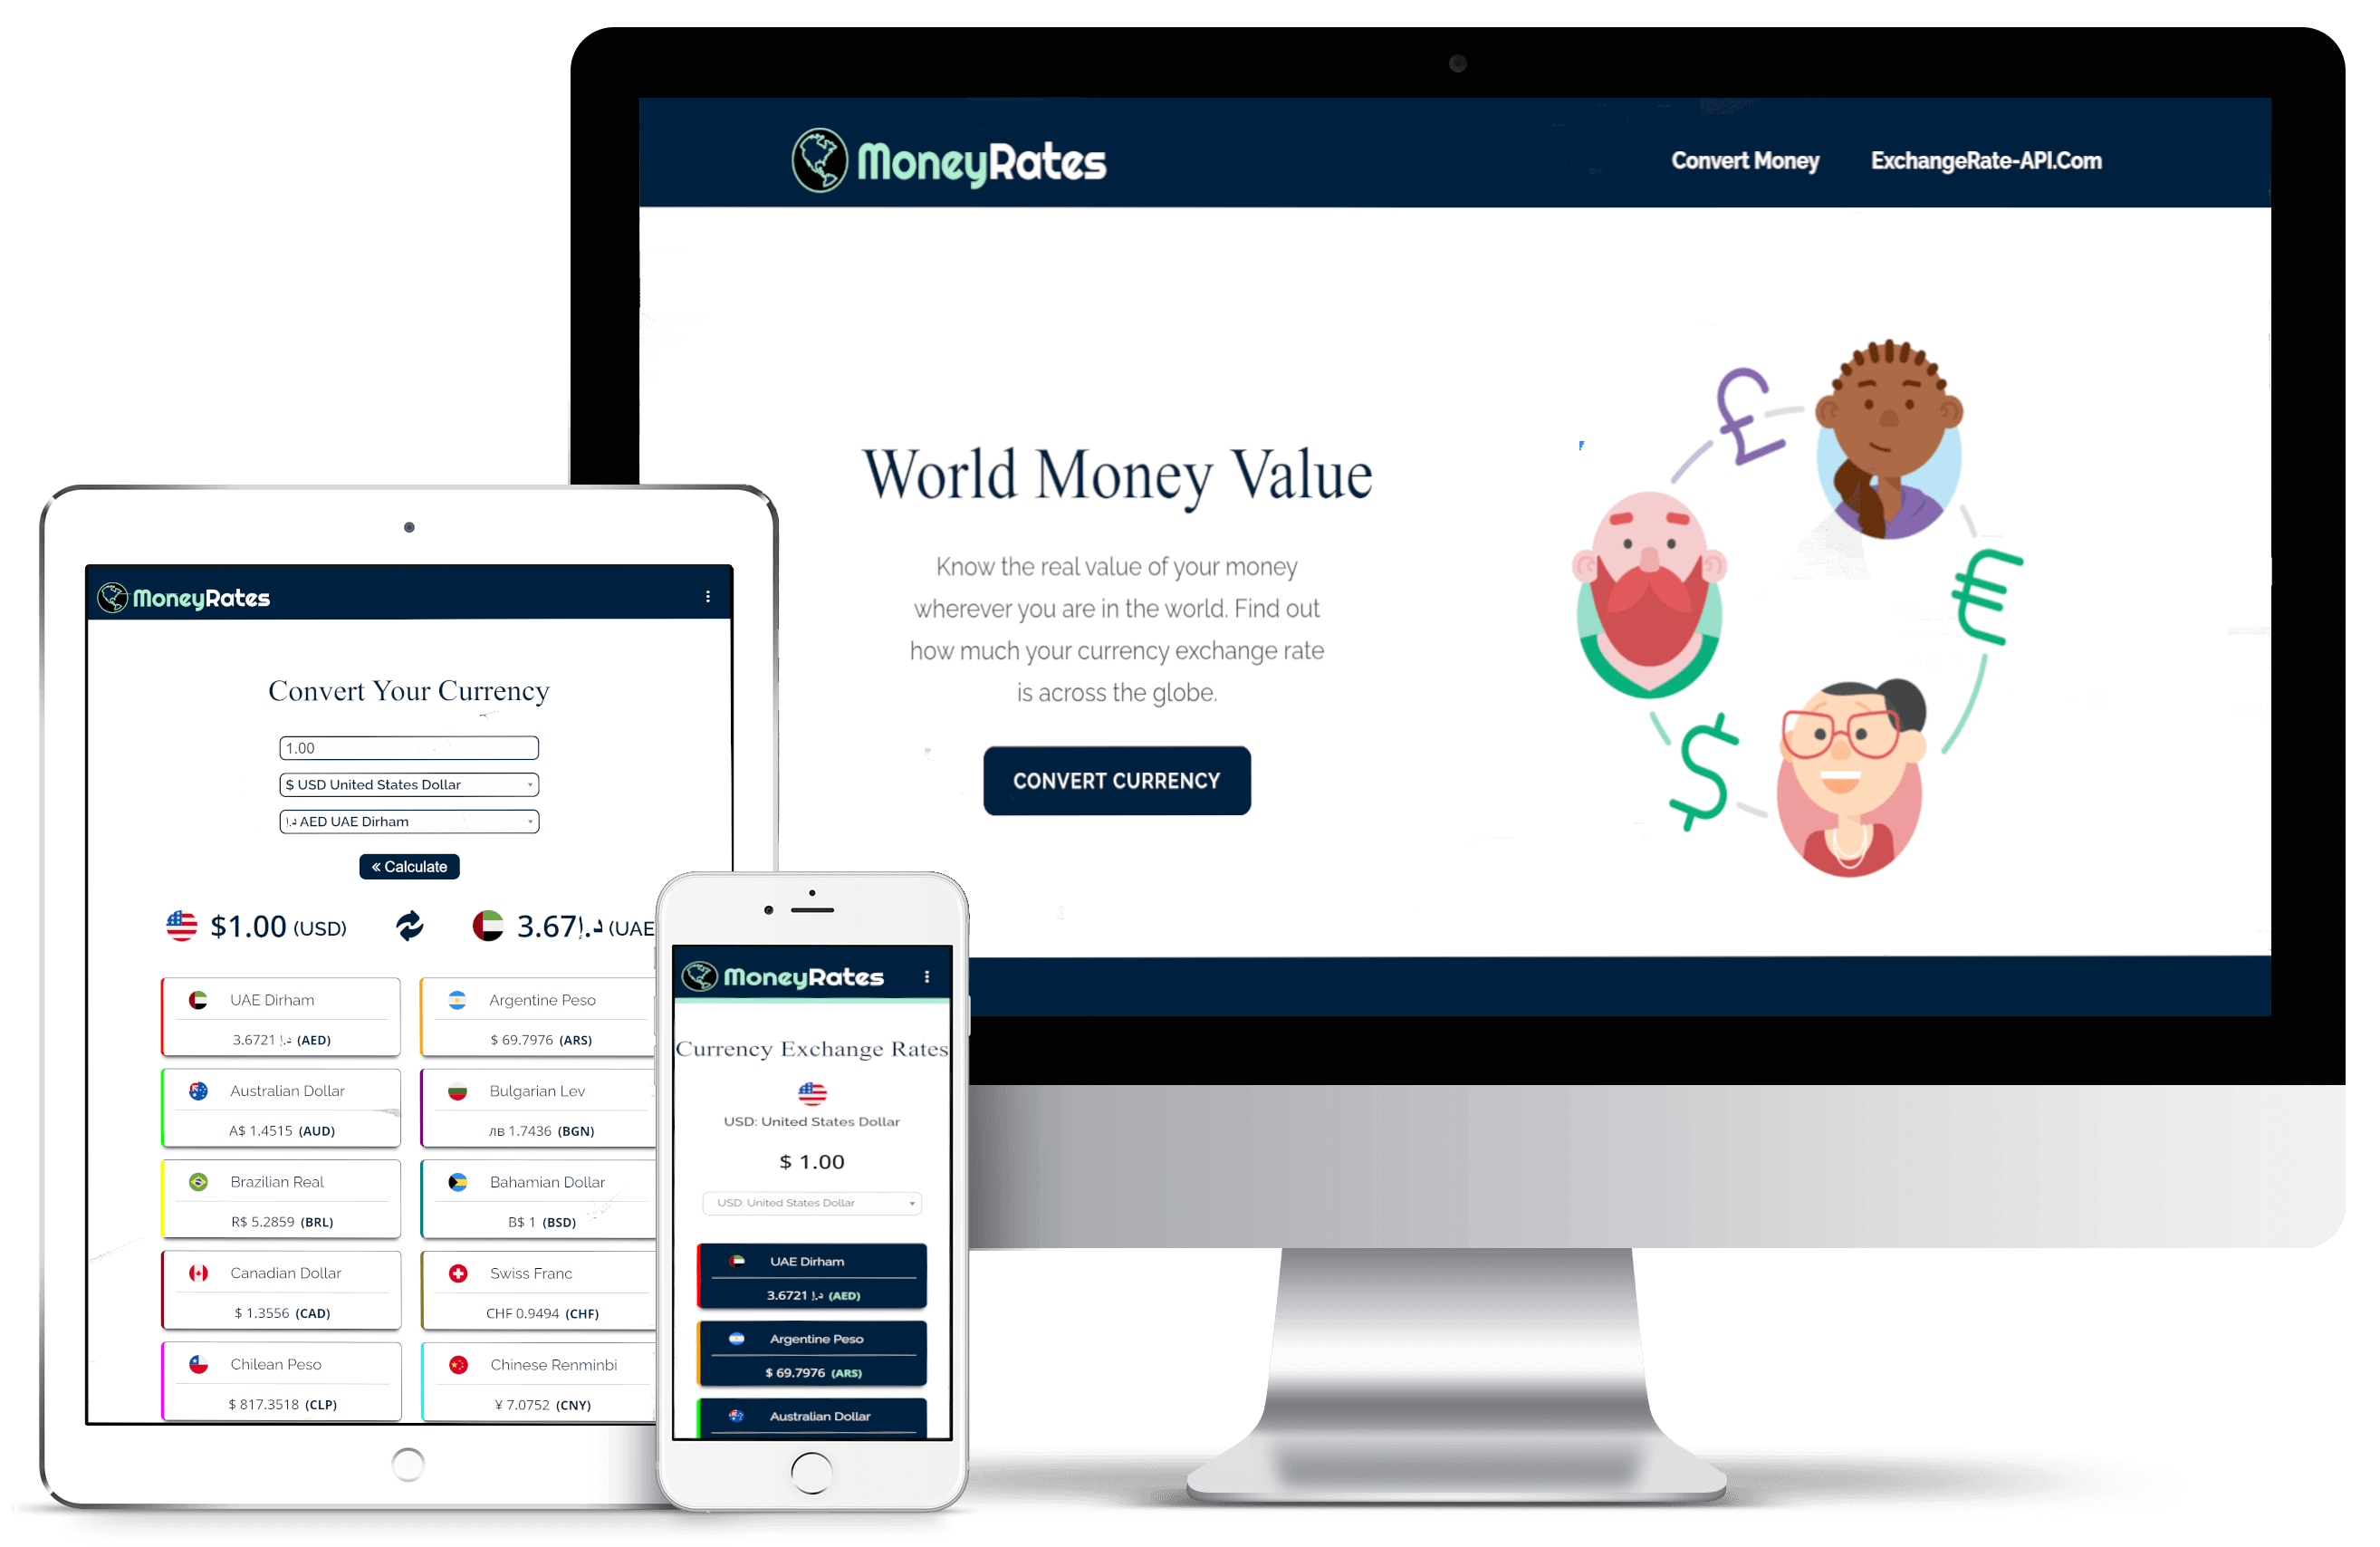 MoneyRates
Convert Money
ExchangeRate-API.Com
World Money Value
Know the real value of your money
wherever you are in the world. Find out
how much your currency exchange rate
is across the globe.
CONVERT CURRENCY
£
€
$
MoneyRates
Convert Your Currency
1.00
$ USD United States Dollar
د.إ AED UAE Dirham
« Calculate
$1.00 (USD)
3.67د.إ (UAE
UAE Dirham
3.6721 د.إ (AED)
Argentine Peso
$ 69.7976 (ARS)
Australian Dollar
A$ 1.4515 (AUD)
Bulgarian Lev
лв 1.7436 (BGN)
Brazilian Real
R$ 5.2859 (BRL)
Bahamian Dollar
B$ 1 (BSD)
Canadian Dollar
$ 1.3556 (CAD)
Swiss Franc
CHF 0.9494 (CHF)
Chilean Peso
$ 817.3518 (CLP)
Chinese Renminbi
¥ 7.0752 (CNY)
MoneyRates
Currency Exchange Rates
USD: United States Dollar
$ 1.00
USD: United States Dollar
UAE Dirham
3.6721 د.إ (AED)
Argentine Peso
$ 69.7976 (ARS)
Australian Dollar